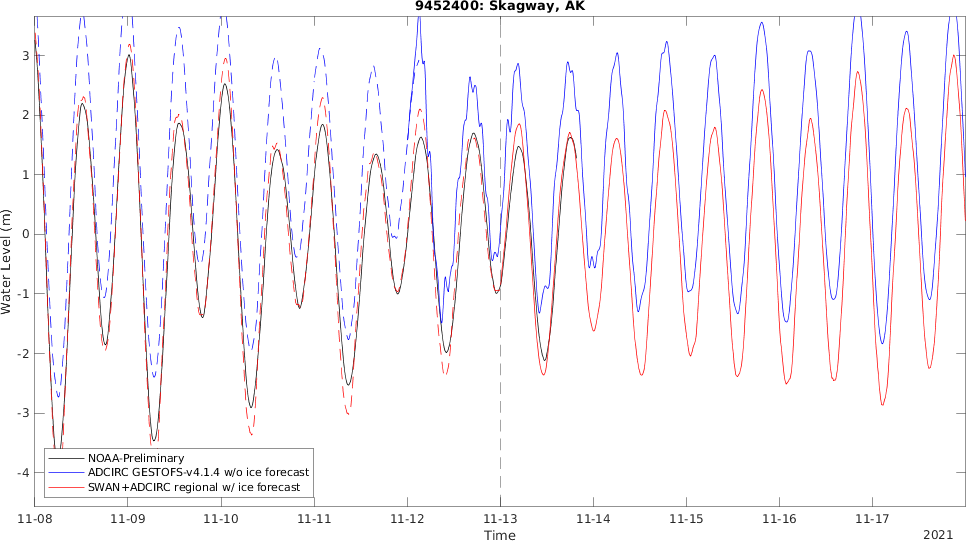 9452400: Skagway, AK
3
2
1
0
-1
-2
-3
-4
Water Level (m)
NOAA-Preliminary
ADCIRC GESTOFS-v4.1.4 w/o ice forecast
SWAN+ADCIRC regional w/ ice forecast
11-08 11-09 11-10 11-11 11-12 11-13 11-14 11-15 11-16 11-17
Time
2021